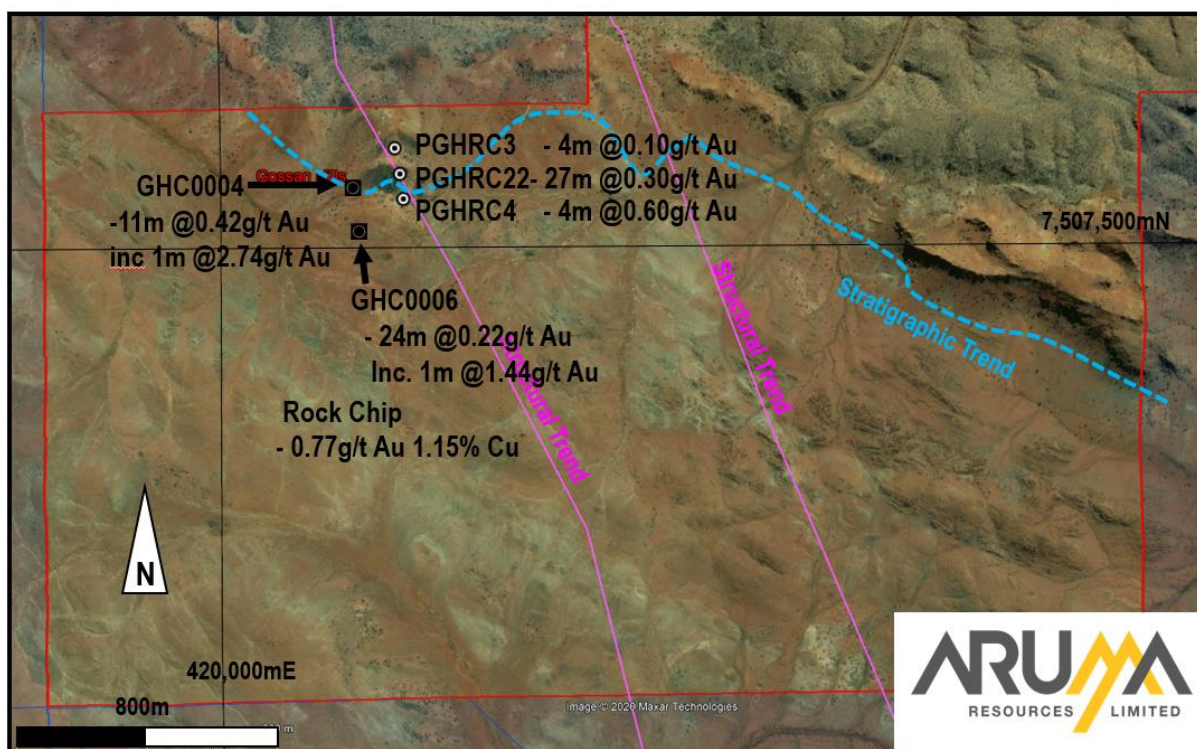 PGHRC3 - 4m @0.10g/t Au
PGHRC22- 27m @0.30g/t Au
PGHRC4 - 4m @0.60g/t Au
Gossan
GHC0004
-11m @0.42g/t Au
inc 1m @2.74g/t Au
7,507,500mN
GHC0006
- 24m @0.22g/t Au
Inc. 1m @1.44g/t Au
Structural Trend
Structural Trend
Stratigraphic Trend
Rock Chip
- 0.77g/t Au 1.15% Cu
N
420,000mE
800m
Image © 2020 Maxar Technologies
ARUMA
RESOURCES LIMITED